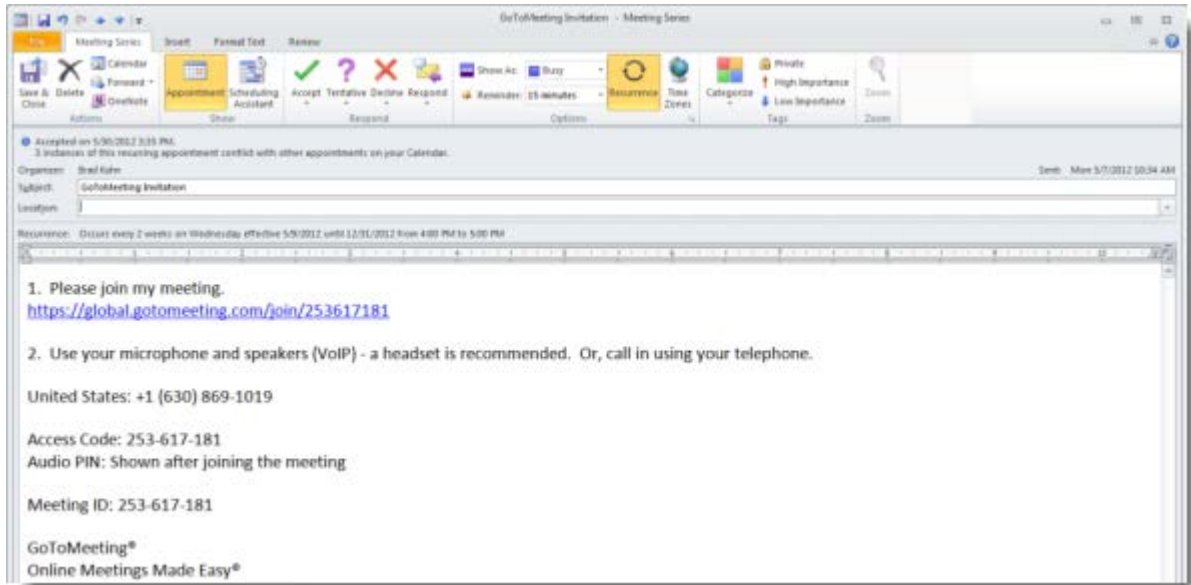 GoToMeeting Invitation - Meeting Series
File Meeting Series Insert Format Text Review
Save & Close
Delete
Calendar
Forward
OneNote
Actions
Appointment
Scheduling Assistant
Show
Accept Tentative Decline Respond
Respond
Show As: Busy
Reminder: 15 minutes
Recurrence
Time Zones
Options
Categorize
Private
High Importance
Low Importance
Tags
Zoom
Zoom
Accepted on 5/30/2012 3:35 PM.
3 instances of this recurring appointment conflict with other appointments on your Calendar.
Organizer: Brad
Sent: Mon 5/7/2012 10:34 AM
Subject: GoToMeeting Invitation
Location:
Recurrence: Occurs every 2 weeks on Wednesday effective 5/9/2012 until 12/31/2012 from 4:00 PM to 5:00 PM
1. Please join my meeting.
https://global.gotomeeting.com/join/253617181
2. Use your microphone and speakers (VoIP) - a headset is recommended. Or, call in using your telephone.
United States: +1 (630) 869-1019
Access Code: 253-617-181
Audio PIN: Shown after joining the meeting
Meeting ID: 253-617-181
GoToMeeting®
Online Meetings Made Easy®